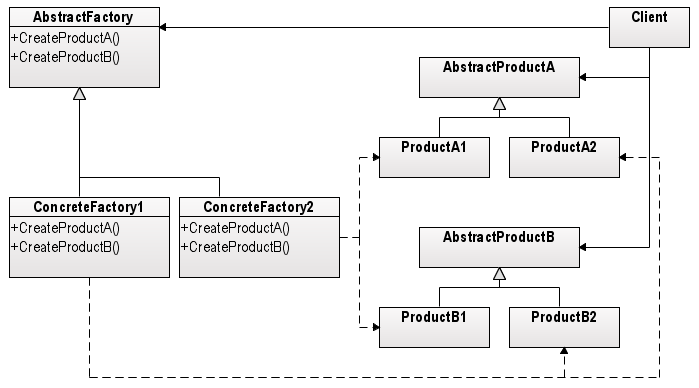 AbstractFactory
+CreateProductA()
+CreateProductB()
Client
AbstractProductA
ProductA1
ProductA2
ConcreteFactory1
+CreateProductA()
+CreateProductB()
ConcreteFactory2
+CreateProductA()
+CreateProductB()
AbstractProductB
ProductB1
ProductB2